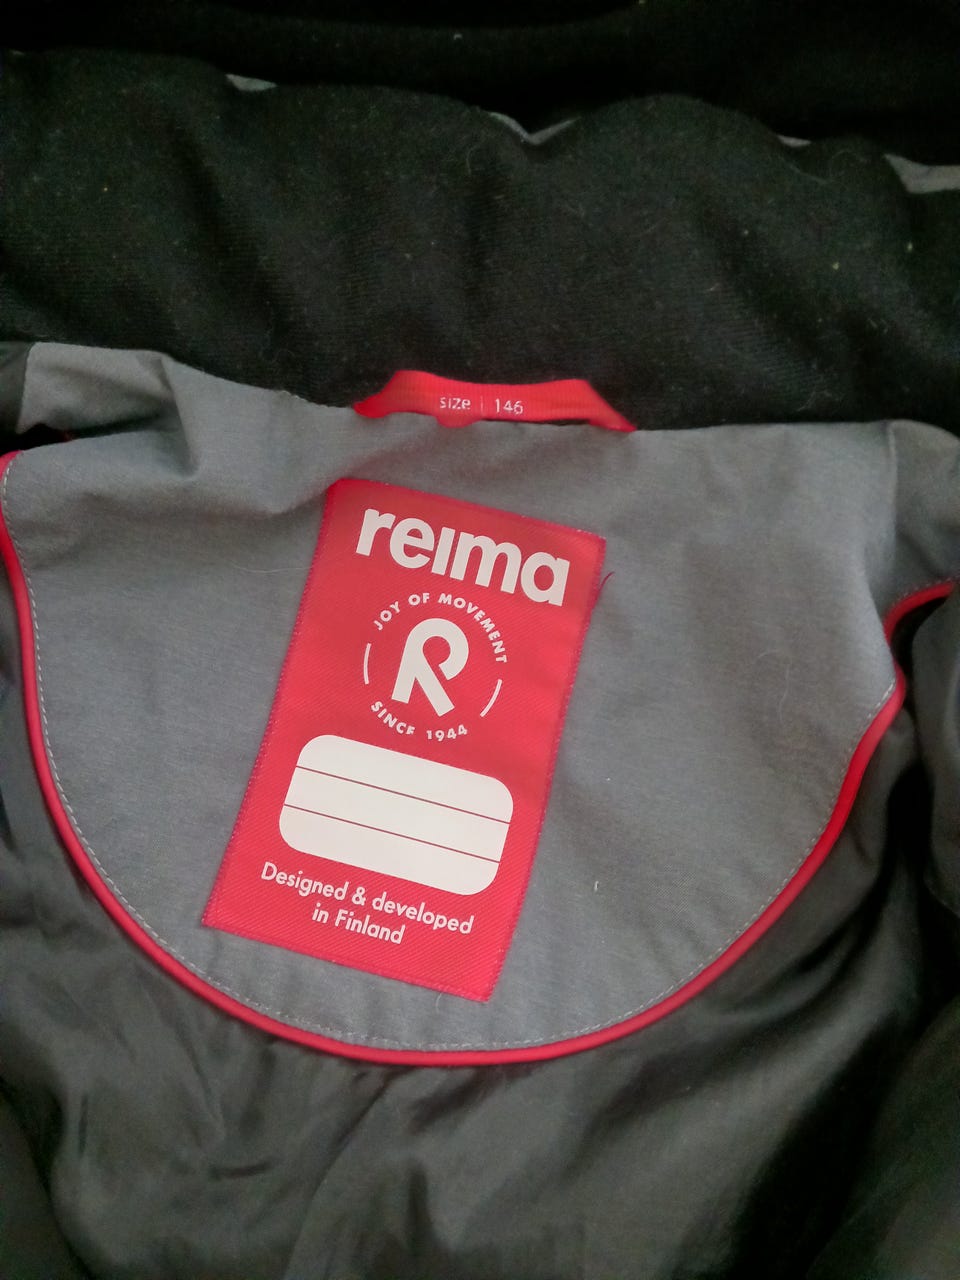 size | 146
reima
JOY OF MOVEMENT
R
SINCE 1944
Designed & developed
in Finland